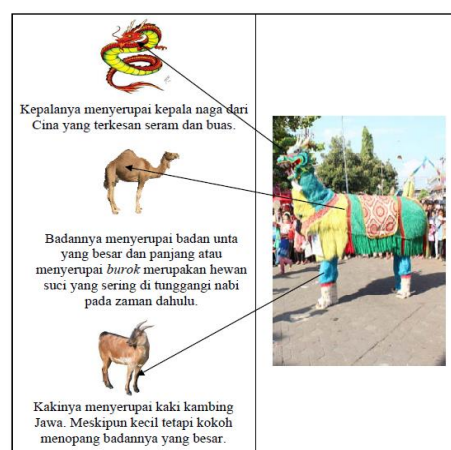 Kepalanya menyerupai kepala naga dari
Cina yang terkesan seram dan buas.
Badannya menyerupai badan unta
yang besar dan panjang atau
menyerupai burok merupakan hewan
suci yang sering di tunggangi nabi
pada zaman dahulu.
Kakinya menyerupai kaki kambing
Jawa. Meskipun kecil tetapi kokoh
menopang badannya yang besar.